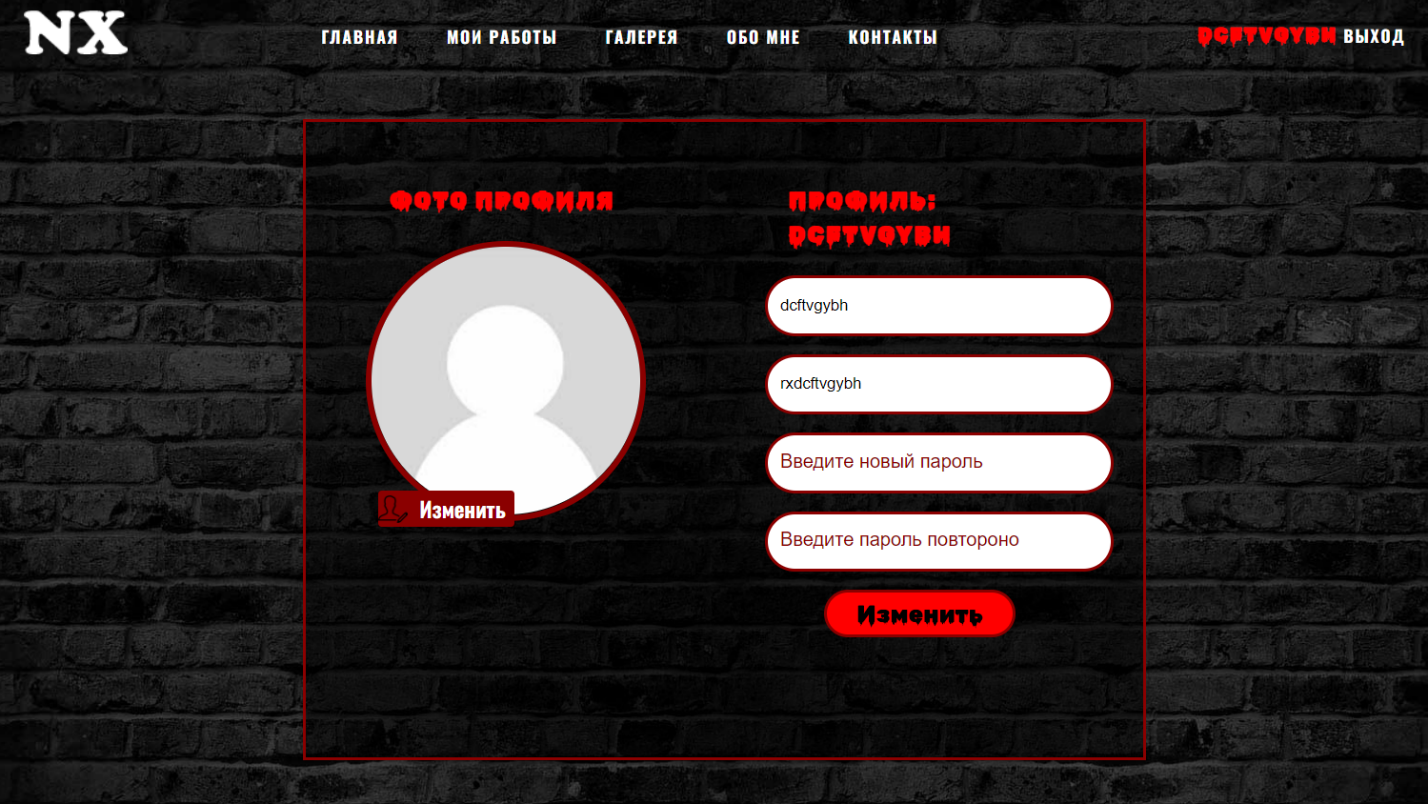 NX
ГЛАВНАЯ МОИ РАБОТЫ ГАЛЕРЕЯ ОБО МНЕ КОНТАКТЫ DCFTVGYBH ВЫХОД
ФОТО ПРОФИЛЯ
Изменить
ПРОФИЛЬ:
DCFTVGYBH
dcftvgybh
rxdcftvgybh
Введите новый пароль
Введите пароль повтороно
Изменить